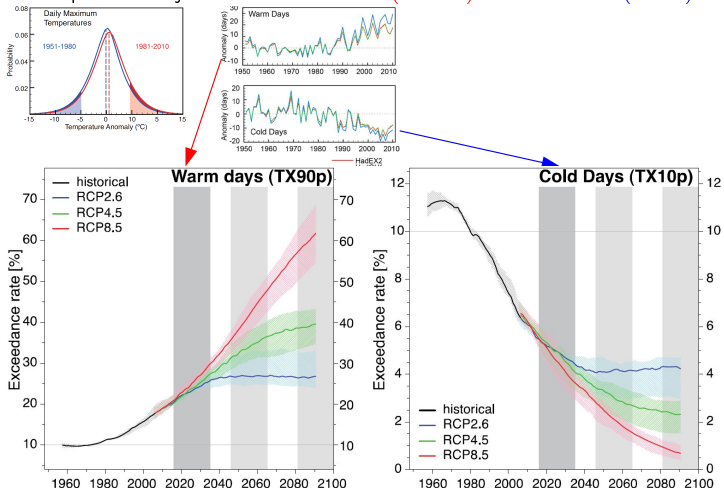 Daily Maximum
Temperatures
1951-1980
1981-2010
Probability
0.08
0.06
0.04
0.02
-15
-10
-5
0
5
10
15
Temperature Anomaly (°C)
Warm Days
Anomaly (days)
30
20
10
0
-10
1950 1960 1970 1980 1990 2000 2010
Cold Days
Anomaly (days)
20
10
0
-10
-20
1950 1960 1970 1980 1990 2000 2010
HadEX2
Warm days (TX90p)
historical
RCP2.6
RCP4.5
RCP8.5
Exceedance rate [%]
70
60
50
40
30
20
10
70
60
50
40
30
20
10
1960 1980 2000 2020 2040 2060 2080 2100
Cold Days (TX10p)
Exceedance rate [%]
12
10
8
6
4
2
0
12
10
8
6
4
2
0
historical
RCP2.6
RCP4.5
RCP8.5
1960 1980 2000 2020 2040 2060 2080 2100